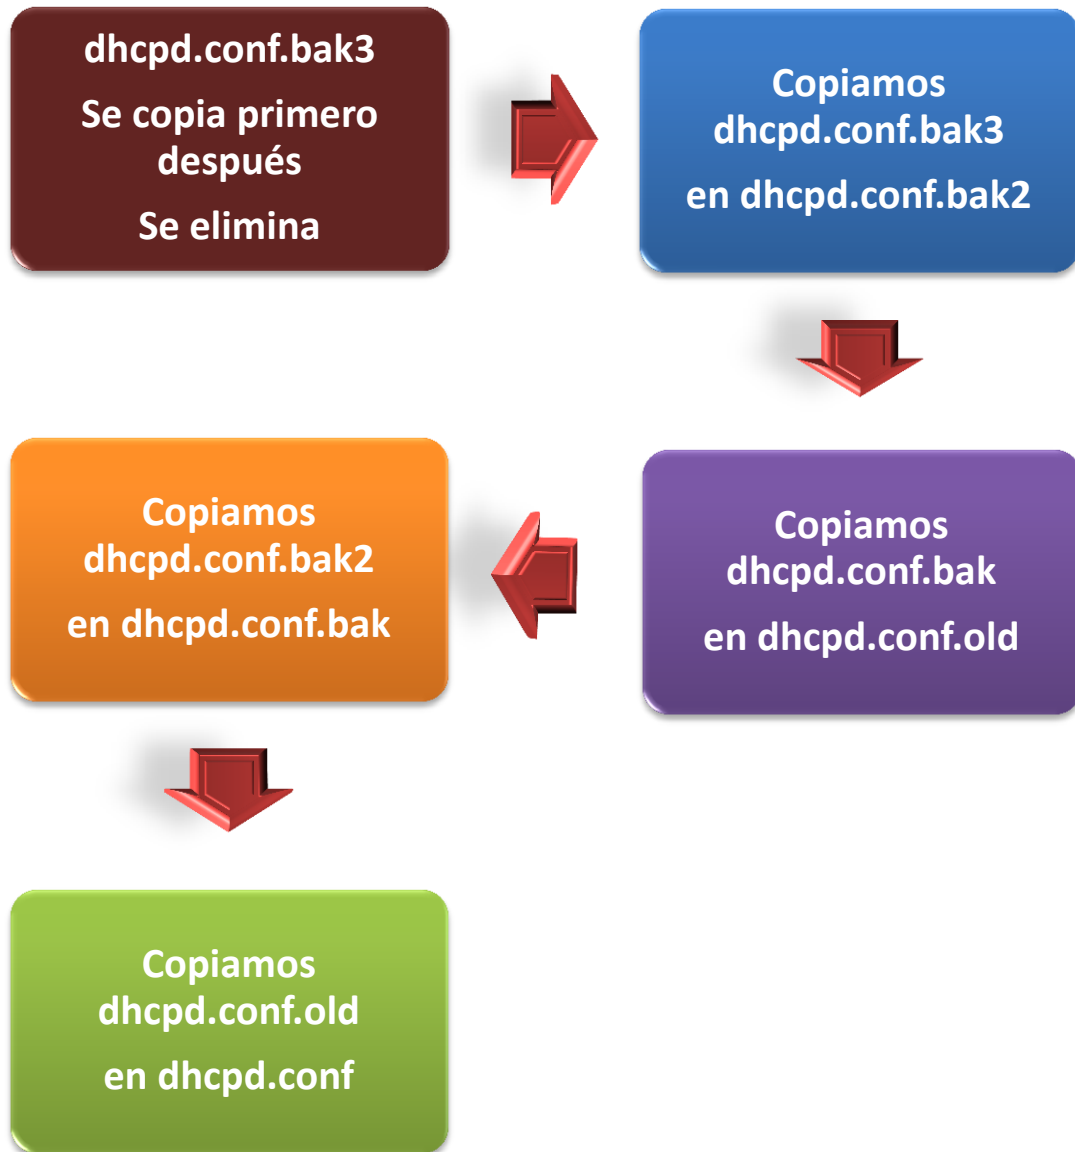 dhcpd.conf.bak3
Se copia primero
después
Se elimina
Copiamos
dhcpd.conf.bak3
en dhcpd.conf.bak2
Copiamos
dhcpd.conf.bak
en dhcpd.conf.old
Copiamos
dhcpd.conf.bak2
en dhcpd.conf.bak
Copiamos
dhcpd.conf.old
en dhcpd.conf